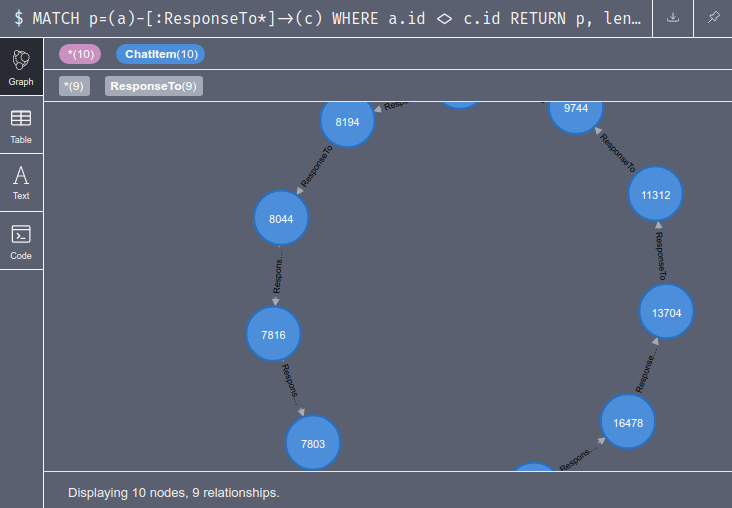 $ MATCH p=(a)-[:ResponseTo*]->(c) WHERE a.id <> c.id RETURN p, len…
Graph
Table
Text
Code
*(10) ChatItem(10)
*(9) ResponseTo(9)
8194
9744
ResponseTo
ResponseTo
11312
8044
Respons…
ResponseTo
7816
13704
Respons…
Response…
7803
16478
Respons…
Displaying 10 nodes, 9 relationships.